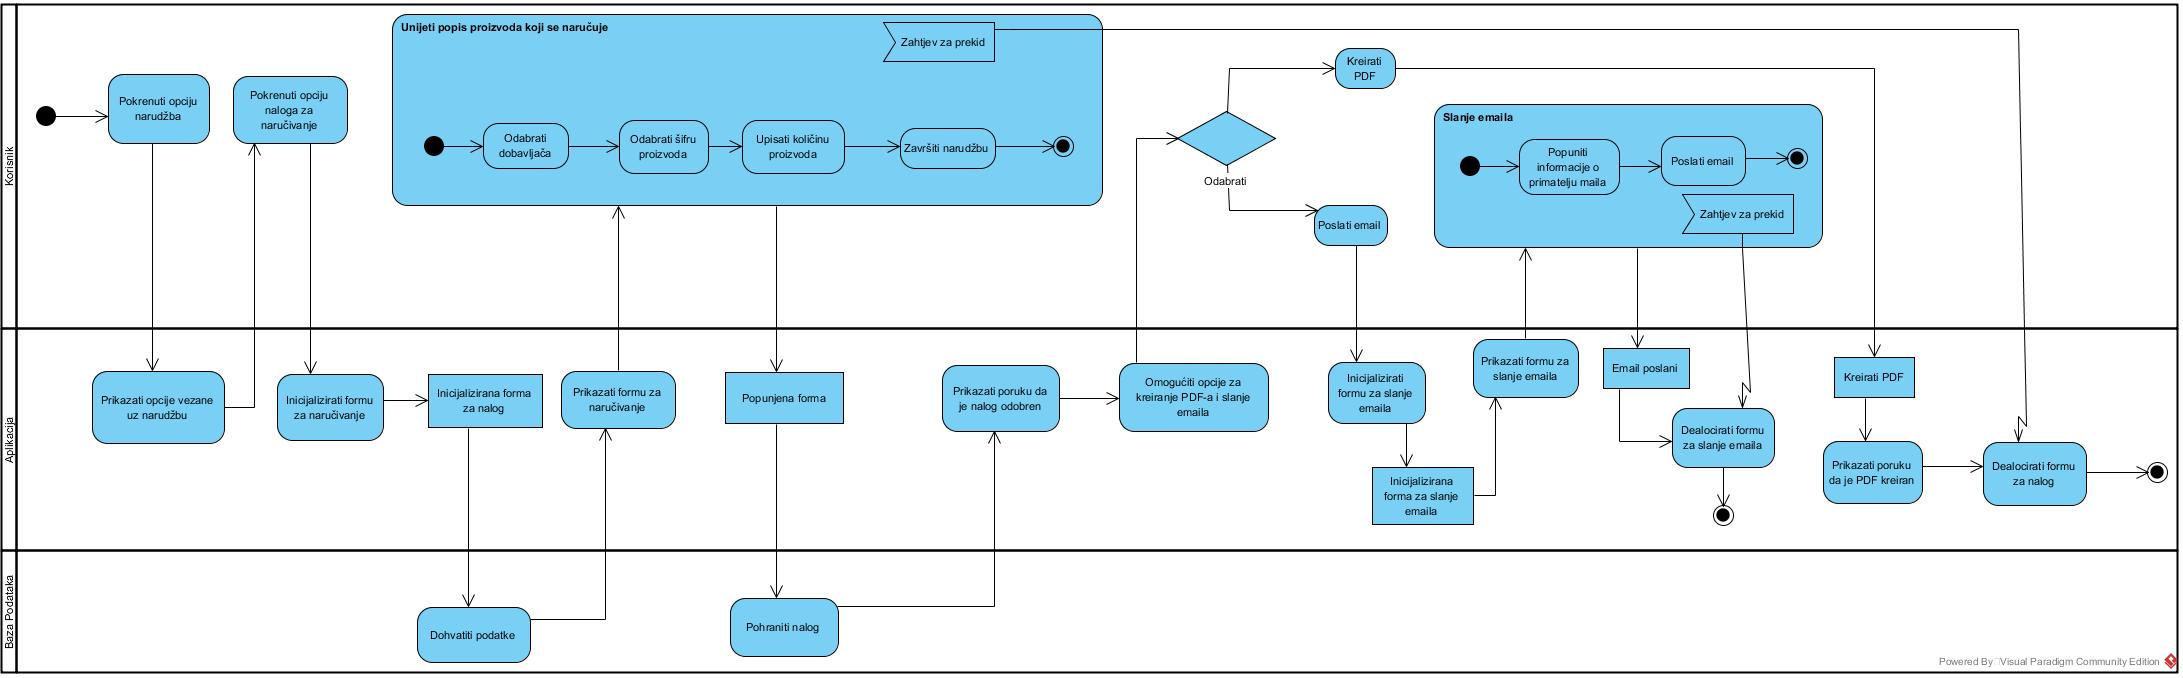 Korisnik
Pokrenuti opciju
narudžba
Pokrenuti opciju
naloga za
naručivanje
Unijeti popis proizvoda koji se naručuje
Zahtjev za prekid
Odabrati
dobavljača
Odabrati šifru
proizvoda
Upisati količinu
proizvoda
Završiti narudžbu
Odabrati
Kreirati
PDF
Poslati email
Slanje emaila
Popuniti
informacije o
primatelju maila
Poslati email
Zahtjev za prekid
Aplikacija
Prikazati opcije vezane
uz narudžbu
Inicijalizirati formu
za naručivanje
Inicijalizirana forma
za nalog
Prikazati formu za
naručivanje
Popunjena forma
Prikazati poruku da
je nalog odobren
Omogućiti opcije za
kreiranje PDF-a i slanje
emaila
Inicijalizirati
formu za slanje
emaila
Inicijalizirana
forma za slanje
emaila
Prikazati formu za
slanje emaila
Email poslani
Dealocirati formu
za slanje emaila
Kreirati PDF
Prikazati poruku
da je PDF kreiran
Dealocirati formu
za nalog
Baza Podataka
Dohvatiti podatke
Pohraniti nalog
Powered By Visual Paradigm Community Edition